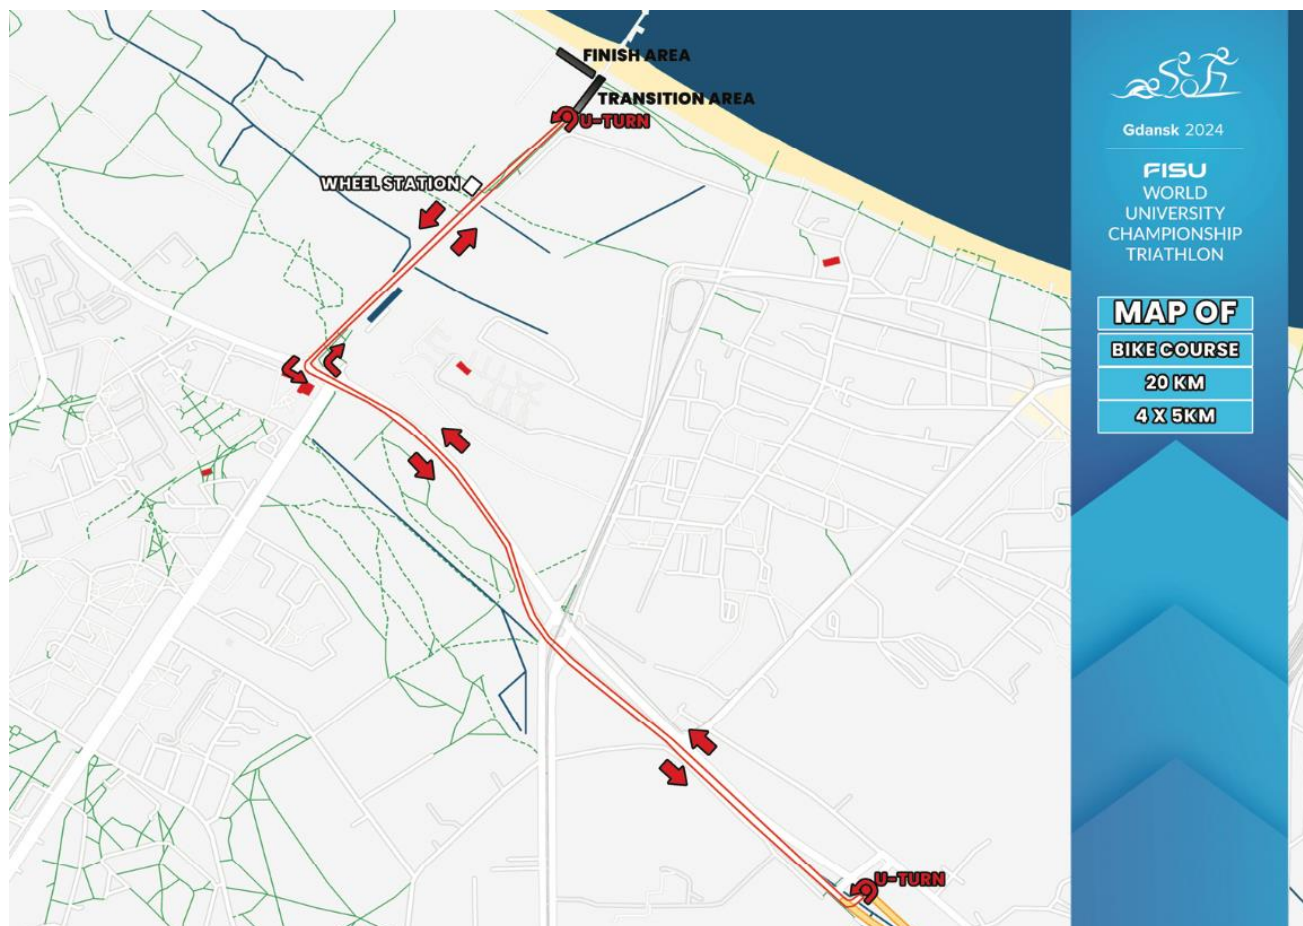 FINISH AREA
TRANSITION AREA
U-TURN
WHEEL STATION
U-TURN
Gdansk 2024
FISU
WORLD
UNIVERSITY
CHAMPIONSHIP
TRIATHLON
MAP OF
BIKE COURSE
20 KM
4 X 5KM